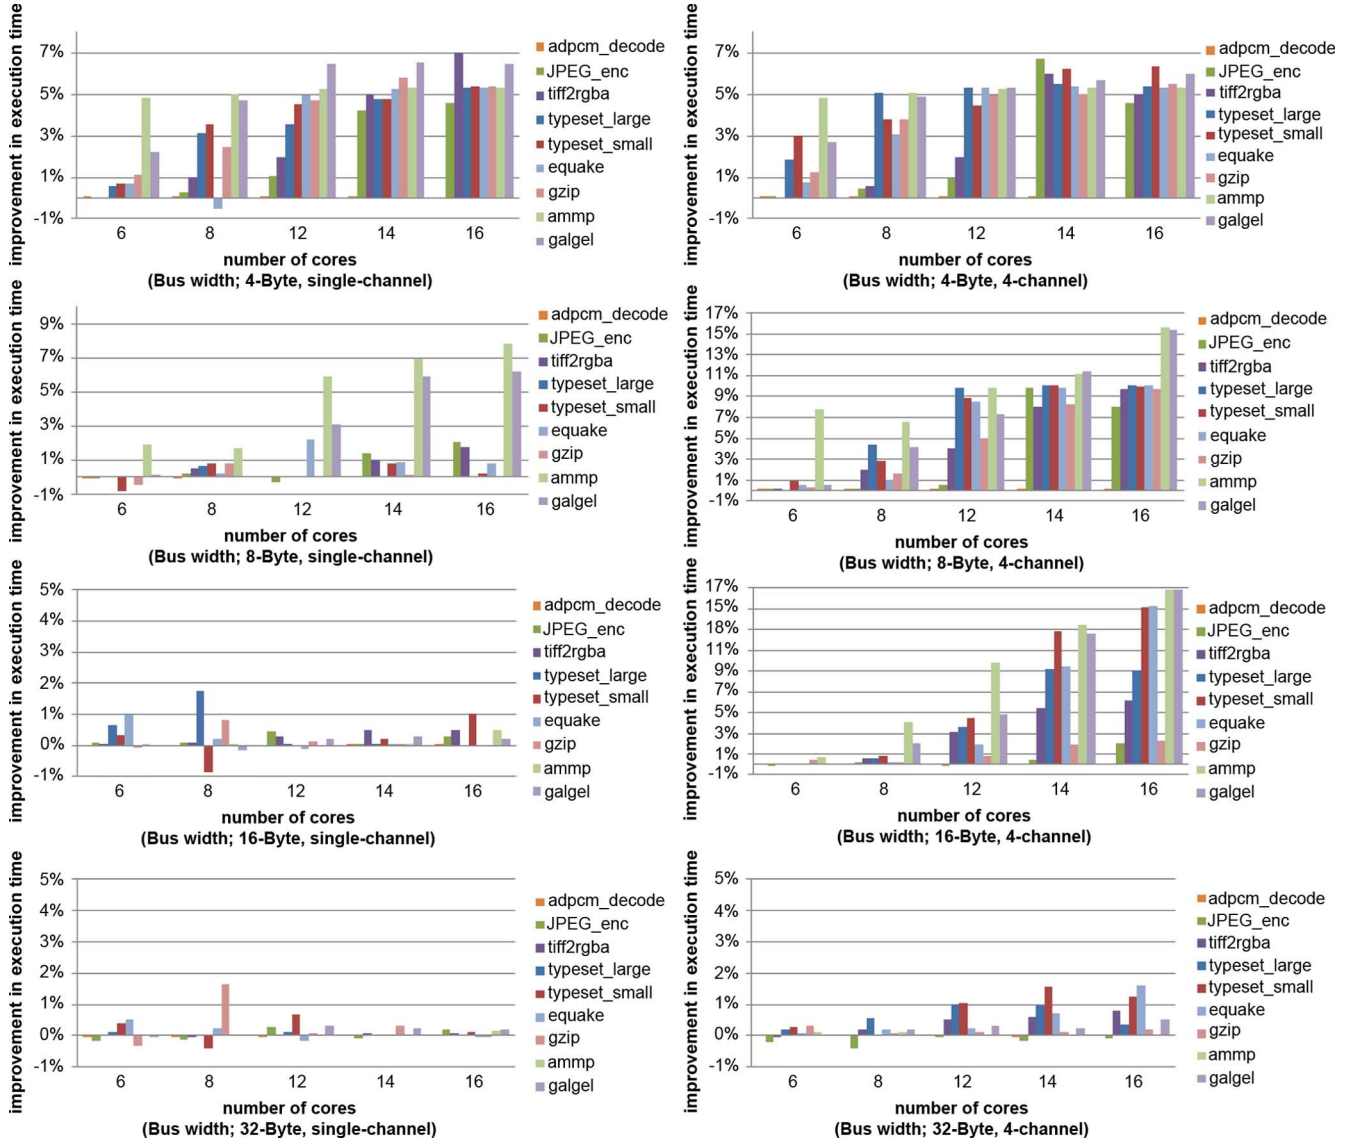 improvement in execution time
7%
5%
3%
1%
-1%
6 8 12 14 16
number of cores
(Bus width; 4-Byte, single-channel)
adpcm_decode
JPEG_enc
tiff2rgba
typeset_large
typeset_small
equake
gzip
ammp
galgel
improvement in execution time
7%
5%
3%
1%
-1%
6 8 12 14 16
number of cores
(Bus width; 4-Byte, 4-channel)
adpcm_decode
JPEG_enc
tiff2rgba
typeset_large
typeset_small
equake
gzip
ammp
galgel
improvement in execution time
9%
7%
5%
3%
1%
-1%
6 8 12 14 16
number of cores
(Bus width; 8-Byte, single-channel)
adpcm_decode
JPEG_enc
tiff2rgba
typeset_large
typeset_small
equake
gzip
ammp
galgel
improvement in execution time
17%
15%
13%
11%
9%
7%
5%
3%
1%
-1%
6 8 12 14 16
number of cores
(Bus width; 8-Byte, 4-channel)
adpcm_decode
JPEG_enc
tiff2rgba
typeset_large
typeset_small
equake
gzip
ammp
galgel
improvement in execution time
5%
4%
3%
2%
1%
0%
-1%
6 8 12 14 16
number of cores
(Bus width; 16-Byte, single-channel)
adpcm_decode
JPEG_enc
tiff2rgba
typeset_large
typeset_small
equake
gzip
ammp
galgel
improvement in execution time
17%
15%
18%
11%
9%
7%
5%
3%
1%
-1%
6 8 12 14 16
number of cores
(Bus width; 16-Byte, 4-channel)
adpcm_decode
JPEG_enc
tiff2rgba
typeset_large
typeset_small
equake
gzip
ammp
galgel
improvement in execution time
5%
4%
3%
2%
1%
0%
-1%
6 8 12 14 16
number of cores
(Bus width; 32-Byte, single-channel)
adpcm_decode
JPEG_enc
tiff2rgba
typeset_large
typeset_small
equake
gzip
ammp
galgel
improvement in execution time
5%
4%
3%
2%
1%
0%
-1%
6 8 12 14 16
number of cores
(Bus width; 32-Byte, 4-channel)
adpcm_decode
JPEG_enc
tiff2rgba
typeset_large
typeset_small
equake
gzip
ammp
galgel